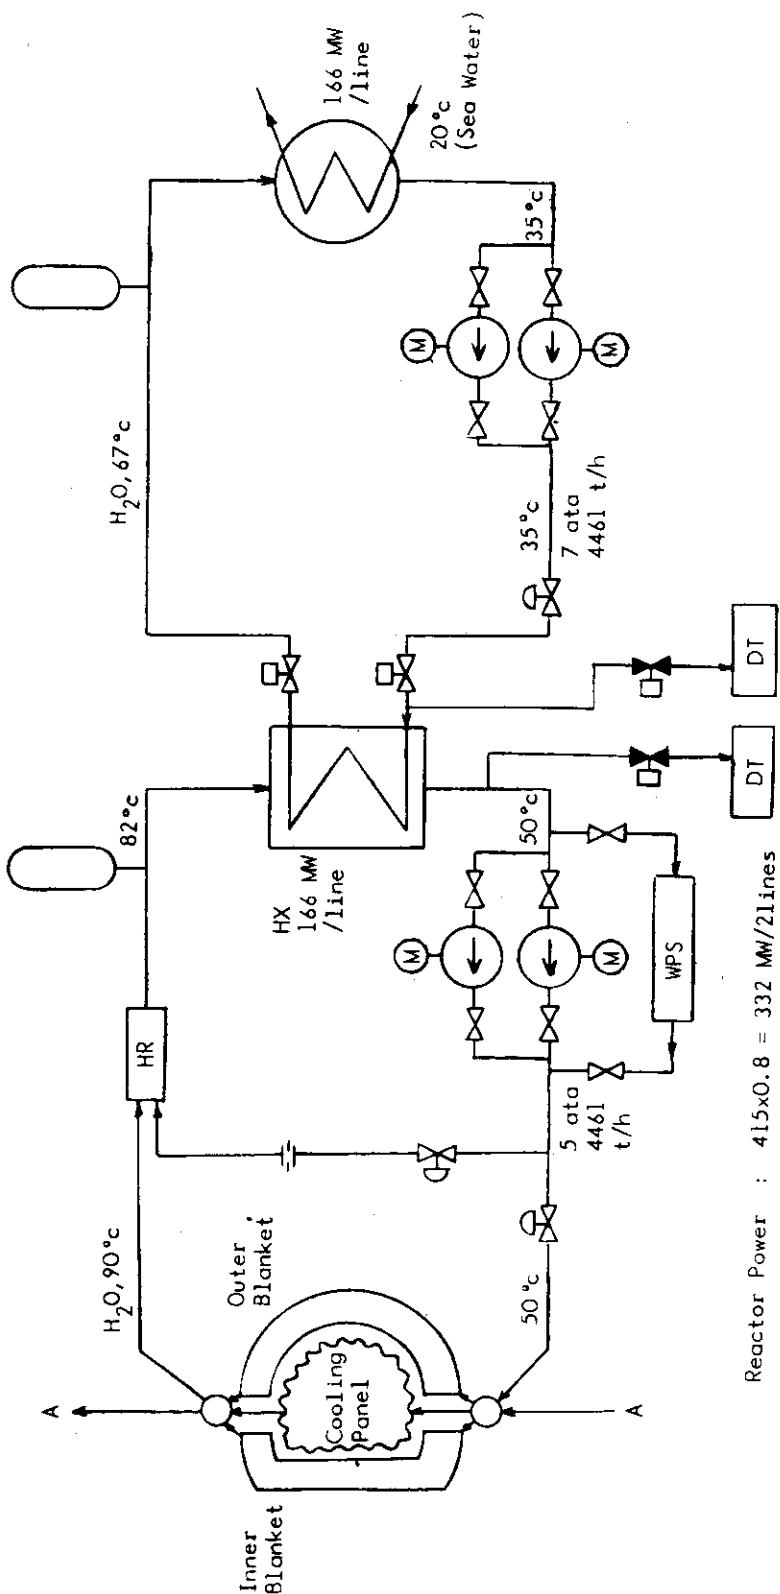 166 MW
/line
20°c
(Sea Water)
H₂O, 67°c
35°c
M
M
35°c
7 ata
4461 t/h
82°c
HX
166 MW
/line
50°c
DT
DT
M
M
WPS
HR
5 ata
4461
t/h
H₂O, 90°c
Outer
Blanket
50°c
A
Cooling
Panel
A
Inner
Blanket
Reactor Power : 415x0.8 = 332 MW/2lines